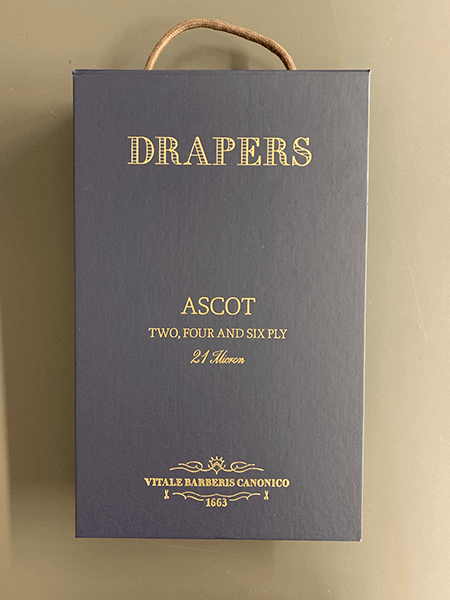 DRAPERS
ASCOT
TWO, FOUR AND SIX PLY
21 Micron
VITALE BARBERIS CANONICO
1663